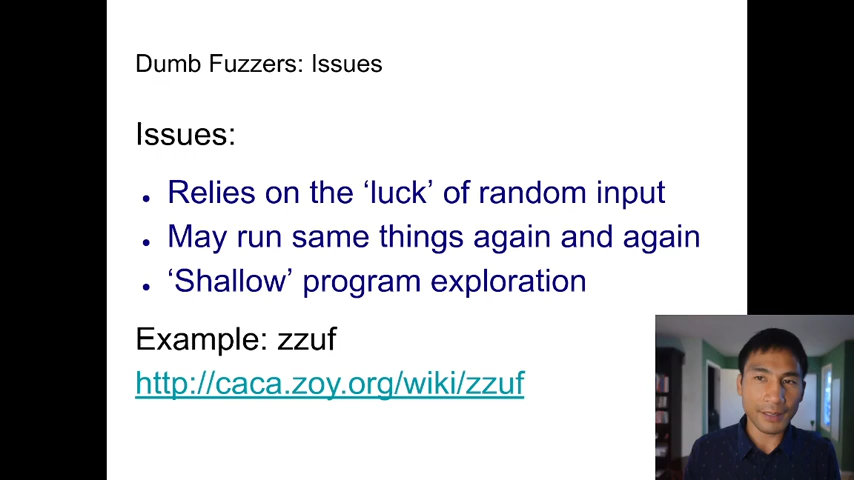 Dumb Fuzzers: Issues
Issues:
• Relies on the ‘luck’ of random input
• May run same things again and again
• ‘Shallow’ program exploration
Example: zzuf
http://caca.zoy.org/wiki/zzuf